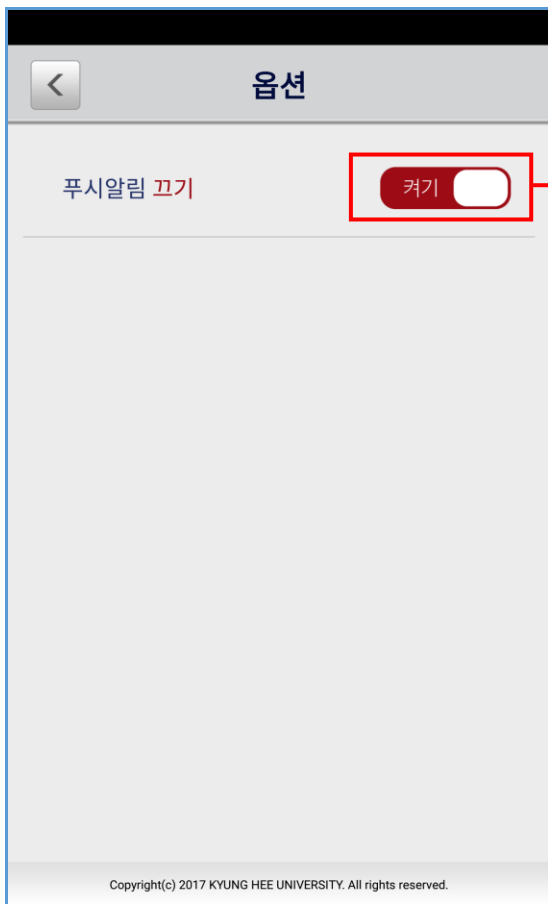 옵션
푸시알림 끄기 켜기
Copyright(c) 2017 KYUNG HEE UNIVERSITY. All rights reserved.